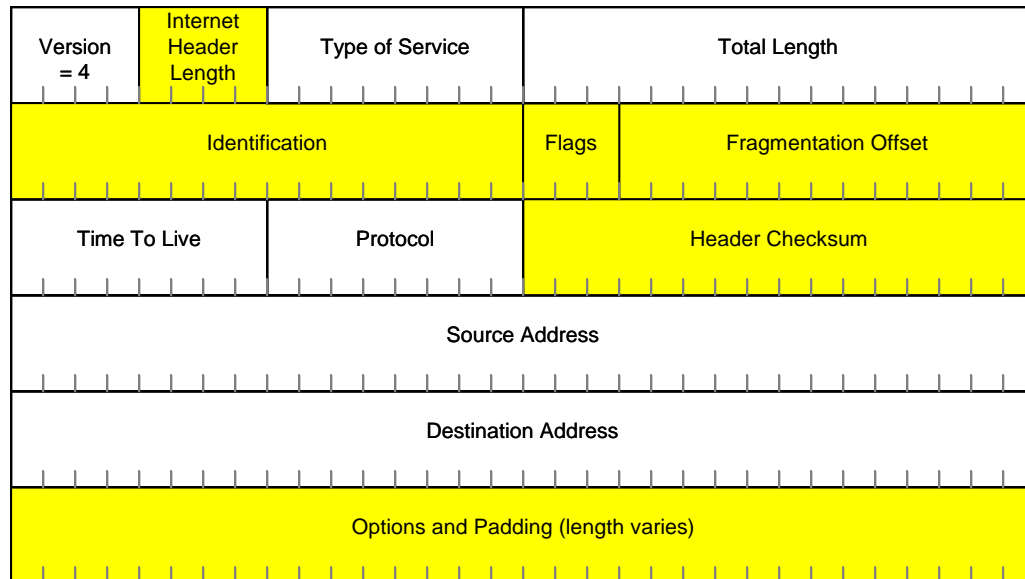 Version
= 4
Internet
Header
Length
Type of Service
Total Length
Identification
Flags
Fragmentation Offset
Time To Live
Protocol
Header Checksum
Source Address
Destination Address
Options and Padding (length varies)